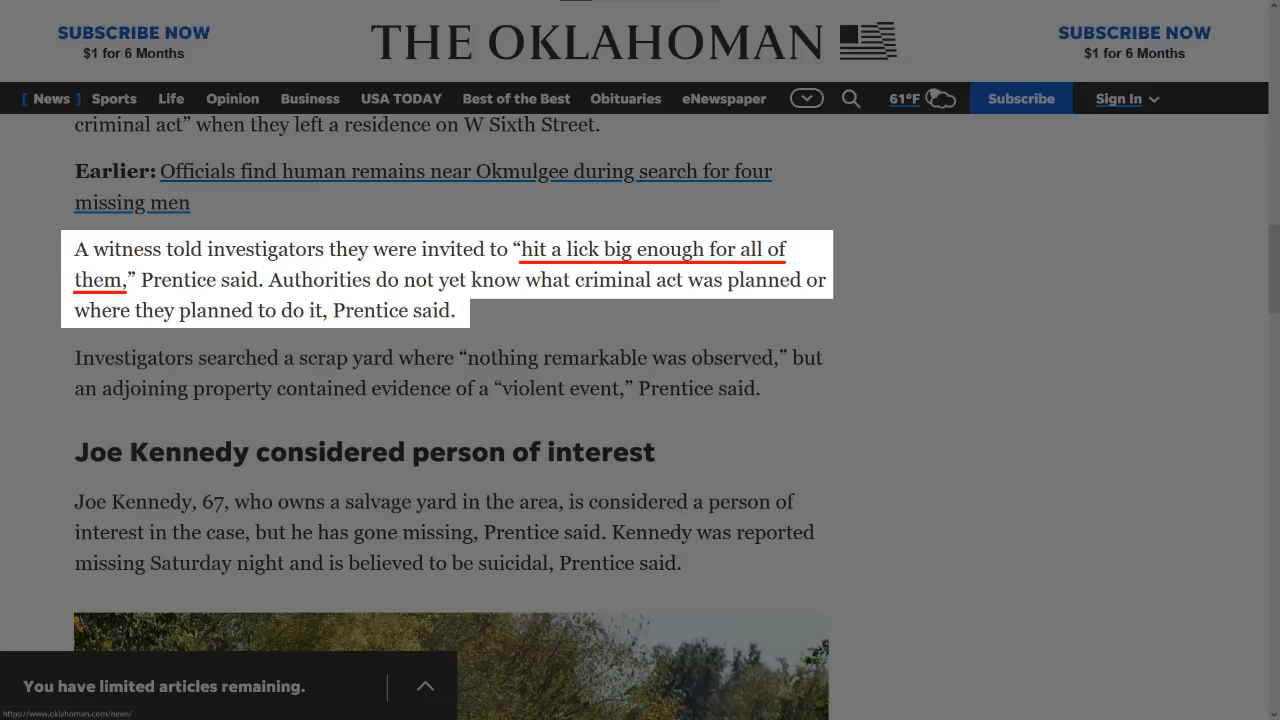 SUBSCRIBE NOW
$1 for 6 Months
THE OKLAHOMAN
SUBSCRIBE NOW
$1 for 6 Months
[ News ] Sports Life Opinion Business USA TODAY Best of the Best Obituaries eNewspaper 61°F Subscribe Sign In
criminal act” when they left a residence on W Sixth Street.
Earlier: Officials find human remains near Okmulgee during search for four
missing men
A witness told investigators they were invited to “hit a lick big enough for all of
them,” Prentice said. Authorities do not yet know what criminal act was planned or
where they planned to do it, Prentice said.
Investigators searched a scrap yard where “nothing remarkable was observed,” but
an adjoining property contained evidence of a “violent event,” Prentice said.
Joe Kennedy considered person of interest
Joe Kennedy, 67, who owns a salvage yard in the area, is considered a person of
interest in the case, but he has gone missing, Prentice said. Kennedy was reported
missing Saturday night and is believed to be suicidal, Prentice said.
You have limited articles remaining.
https://www.oklahoman.com/news/